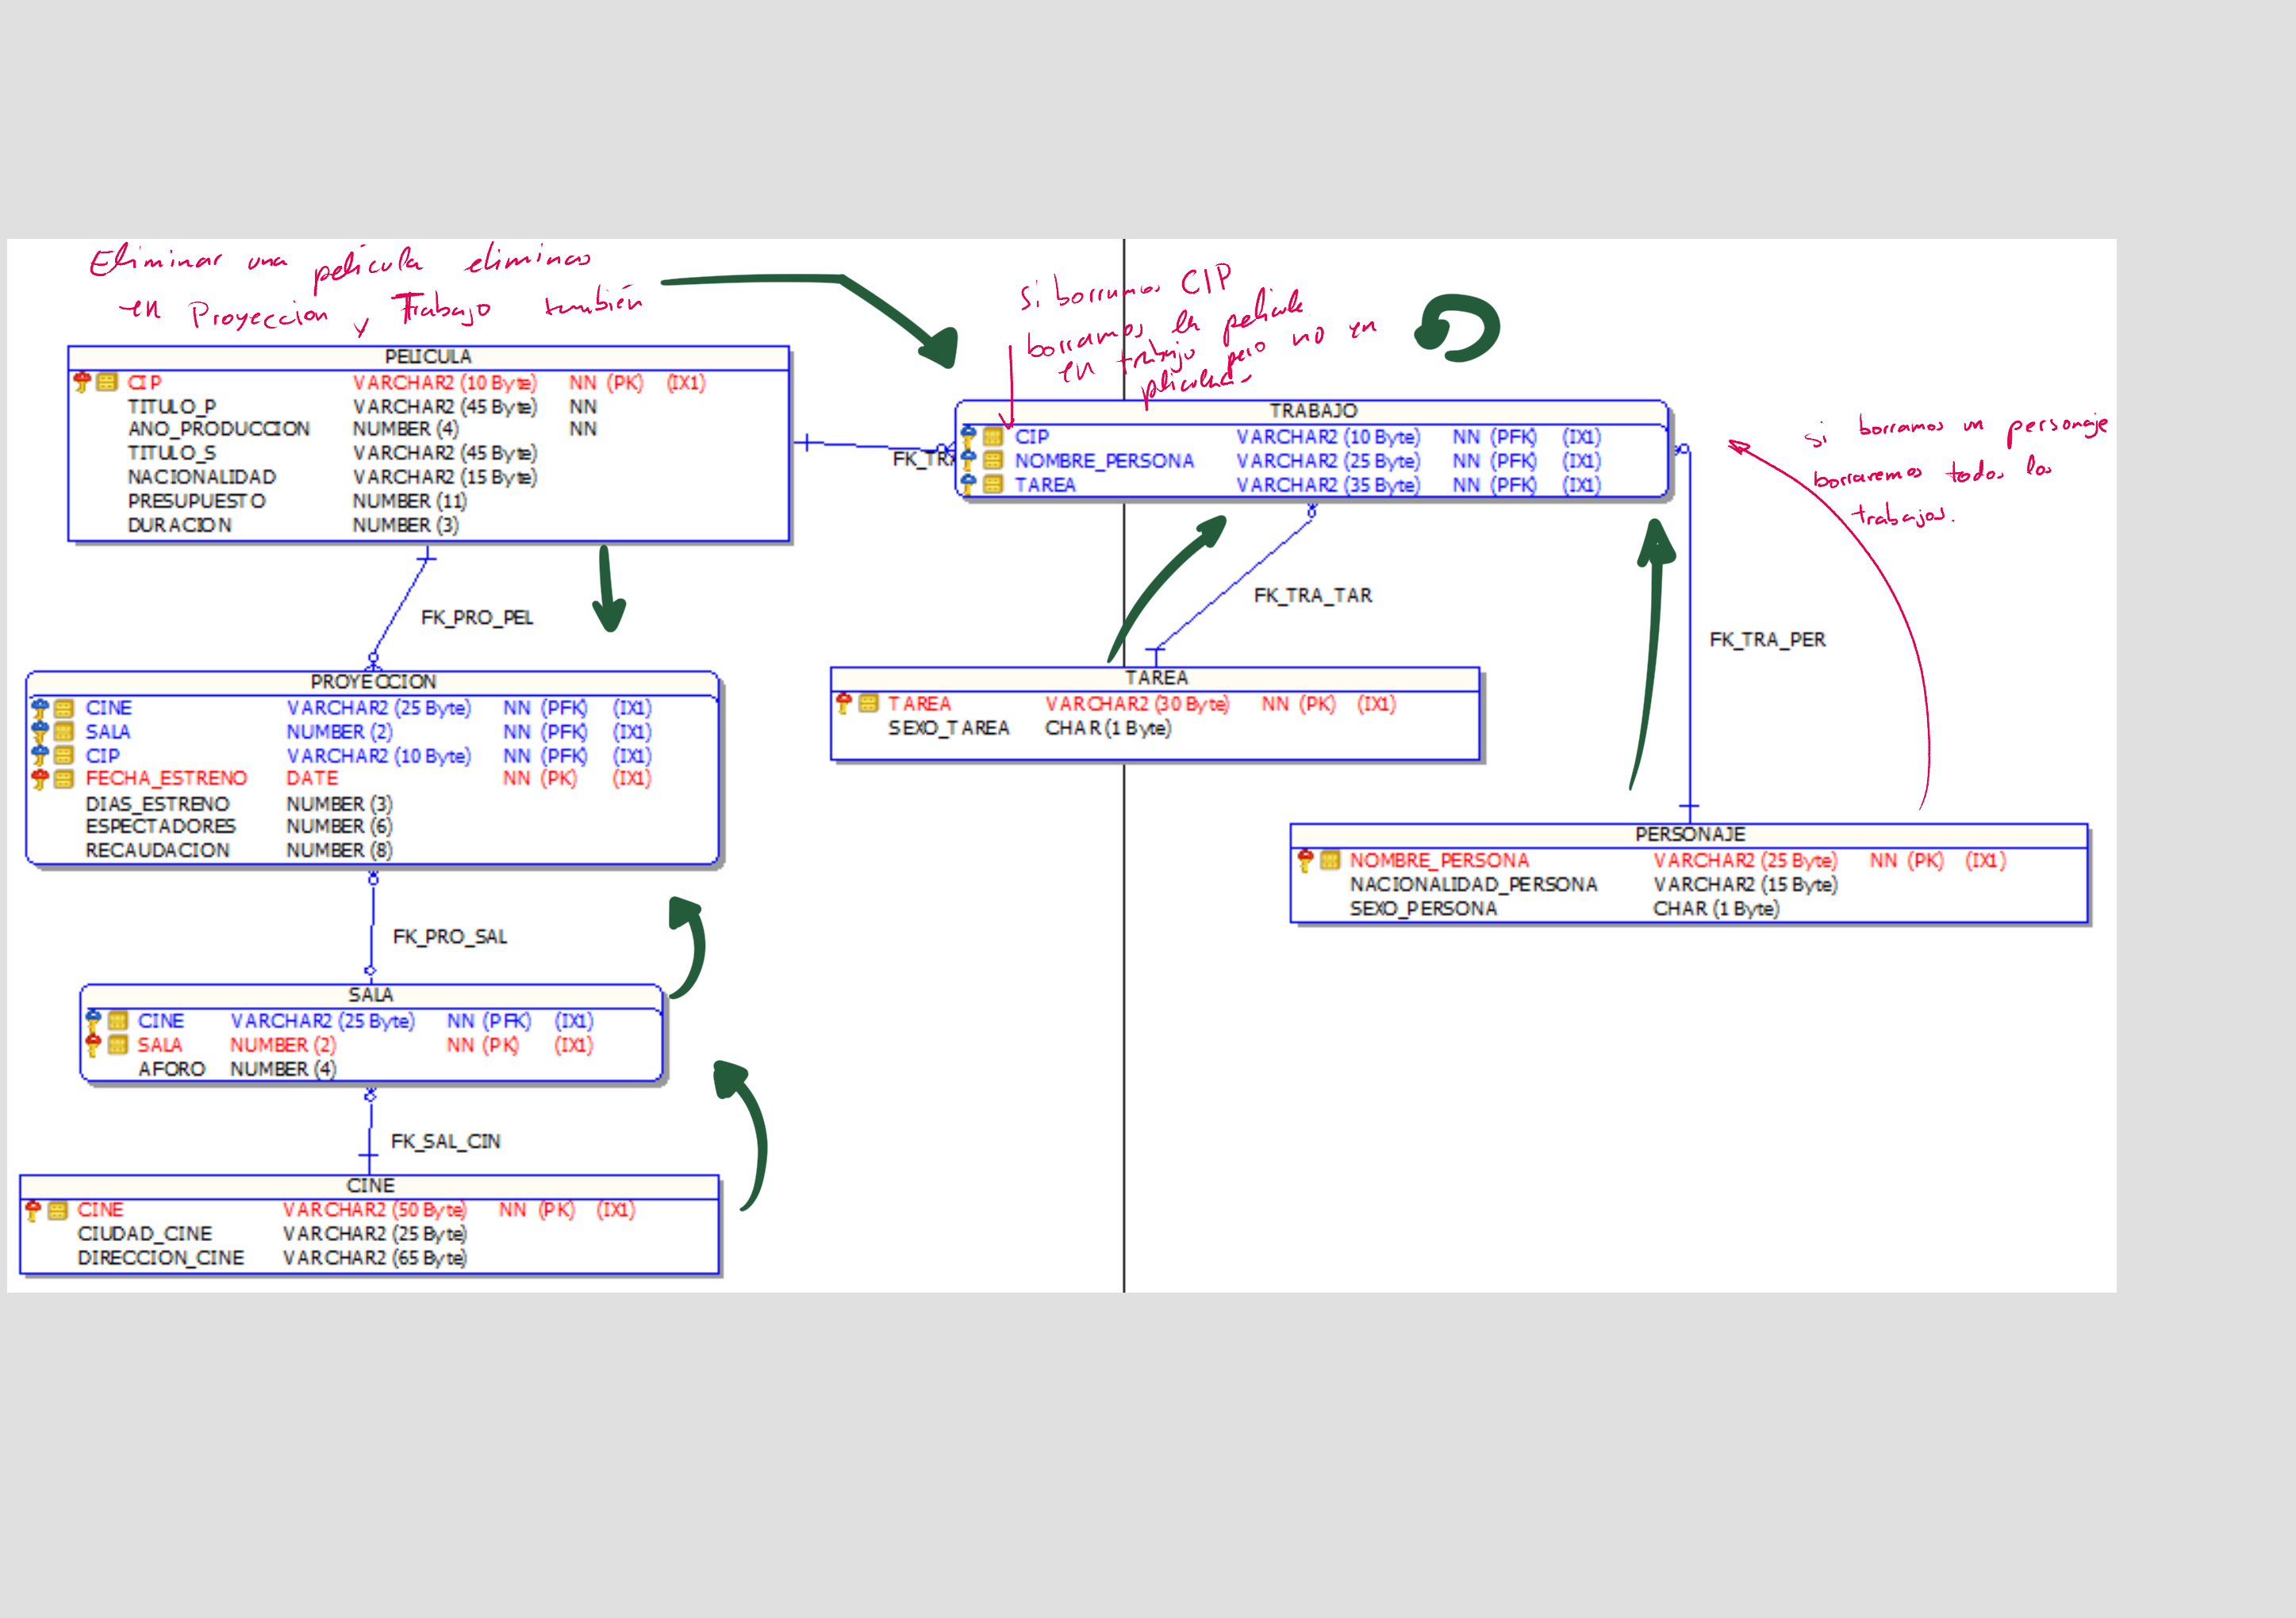 Eliminar una pelicula eliminas
en Proyeccion y Trabajo también
Si borramos CIP
borramos la pelicula
en trabajo pero no en
peliculas
PELICULA
CIP VARCHAR2 (10 Byte) NN (PK) (IX1)
TITULO_P VARCHAR2 (45 Byte) NN
ANO_PRODUCCION NUMBER (4) NN
TITULO_S VARCHAR2 (45 Byte)
NACIONALIDAD VARCHAR2 (15 Byte)
PRESUPUESTO NUMBER (11)
DURACION NUMBER (3)
FK_TRA
TRABAJO
CIP VARCHAR2 (10 Byte) NN (PFK) (IX1)
NOMBRE_PERSONA VARCHAR2 (25 Byte) NN (PFK) (IX1)
TAREA VARCHAR2 (35 Byte) NN (PFK) (IX1)
si borramos un personaje
borraremos todos los
trabajos.
FK_PRO_PEL
FK_TRA_TAR
FK_TRA_PER
PROYECCION
CINE VARCHAR2 (25 Byte) NN (PFK) (IX1)
SALA NUMBER (2) NN (PFK) (IX1)
CIP VARCHAR2 (10 Byte) NN (PFK) (IX1)
FECHA_ESTRENO DATE NN (PK) (IX1)
DIAS_ESTRENO NUMBER (3)
ESPECTADORES NUMBER (6)
RECAUDACION NUMBER (8)
TAREA
TAREA VARCHAR2 (30 Byte) NN (PK) (IX1)
SEXO_TAREA CHAR (1 Byte)
PERSONAJE
NOMBRE_PERSONA VARCHAR2 (25 Byte) NN (PK) (IX1)
NACIONALIDAD_PERSONA VARCHAR2 (15 Byte)
SEXO_PERSONA CHAR (1 Byte)
FK_PRO_SAL
SALA
CINE VARCHAR2 (25 Byte) NN (PFK) (IX1)
SALA NUMBER (2) NN (PK) (IX1)
AFORO NUMBER (4)
FK_SAL_CIN
CINE
CINE VARCHAR2 (50 Byte) NN (PK) (IX1)
CIUDAD_CINE VARCHAR2 (25 Byte)
DIRECCION_CINE VARCHAR2 (65 Byte)